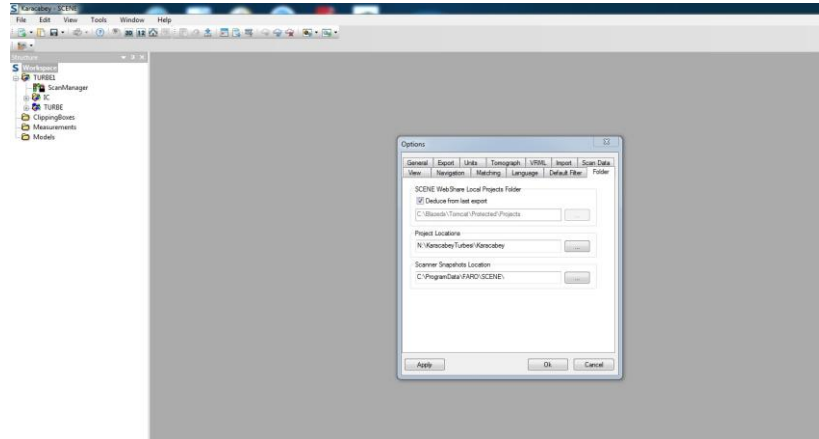 Karacabey - SCENE
File Edit View Tools Window Help
Structure
Workspace
TURBE1
ScanManager
IC
TURBE
ClippingBoxes
Measurements
Models
Options
General Export Units Tomograph VRML Import Scan Data
View Navigation Matching Language Default Filter Folder
SCENE WebShare Local Projects Folder
Deduce from last export
C:\Blazeds\Tomcat\Protected\Projects
...
Project Locations
N:\KaracabeyTurbesi\Karacabey
...
Scanner Snapshots Location
C:\ProgramData\FARO\SCENE\
...
Apply Ok Cancel